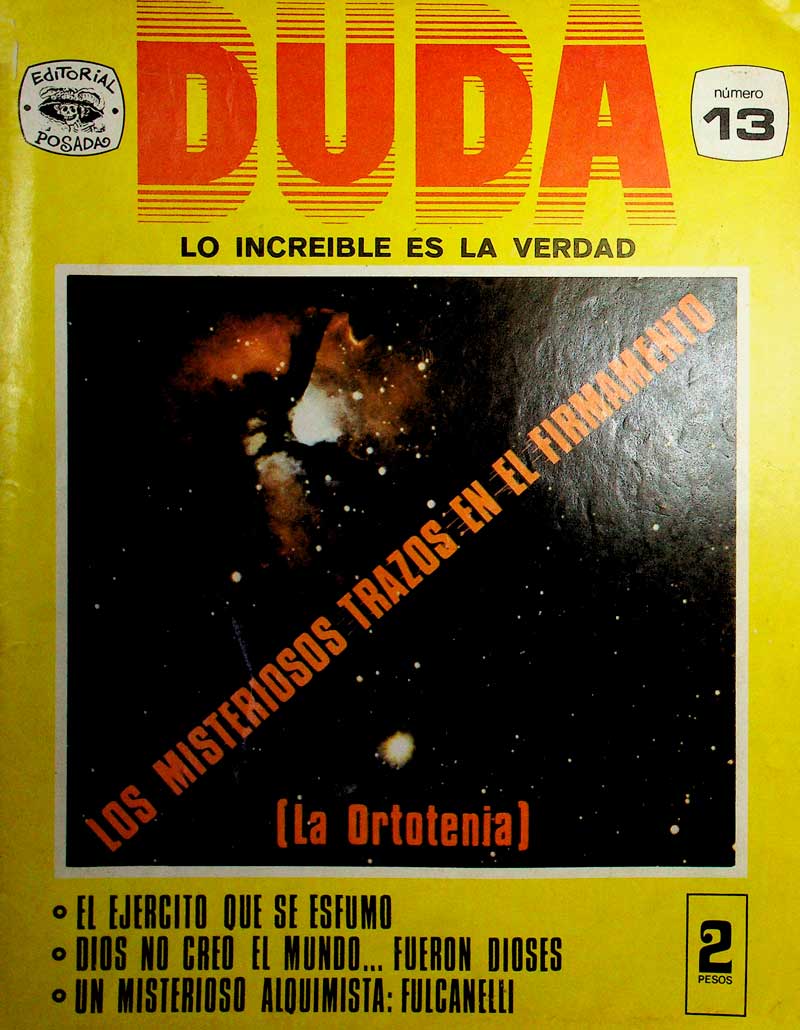 EDITORIAL
POSADA
DUDA
número
13
LO INCREIBLE ES LA VERDAD
LOS MISTERIOSOS TRAZOS EN EL FIRMAMENTO
(La Ortotenia)
EL EJERCITO QUE SE ESFUMO
DIOS NO CREO EL MUNDO... FUERON DIOSES
UN MISTERIOSO ALQUIMISTA: FULCANELLI
2
PESOS